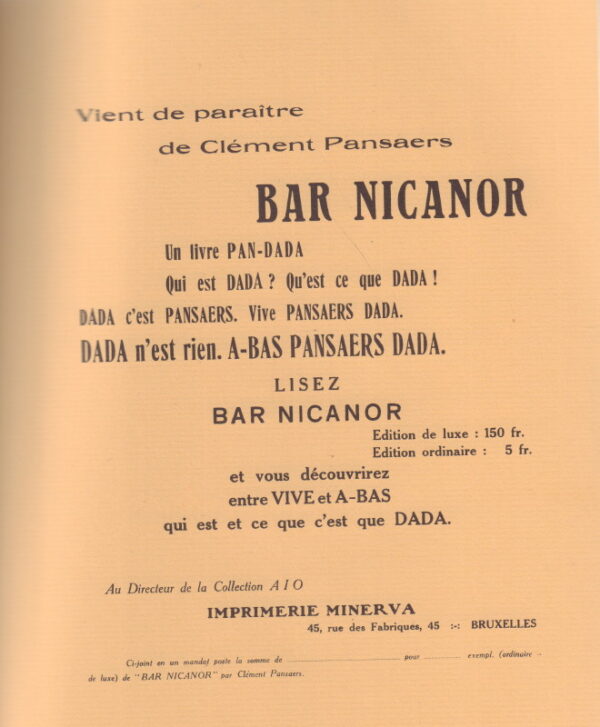 Vient de paraître
de Clément Pansaers
BAR NICANOR
Un livre PAN-DADA
Qui est DADA ? Qu'est ce que DADA !
DADA c'est PANSAERS. Vive PANSAERS DADA.
DADA n'est rien. A-BAS PANSAERS DADA.
LISEZ
BAR NICANOR
Edition de luxe : 150 fr.
Edition ordinaire : 5 fr.
et vous découvrirez
entre VIVE et A-BAS
qui est et ce que c'est que DADA.
Au Directeur de la Collection A I O
IMPRIMERIE MINERVA
45, rue des Fabriques, 45 :-: BRUXELLES
Ci-joint en un mandat poste la somme de ........................ pour ........... exempl. (ordinaire -
de luxe) de "BAR NICANOR" par Clément Pansaers.